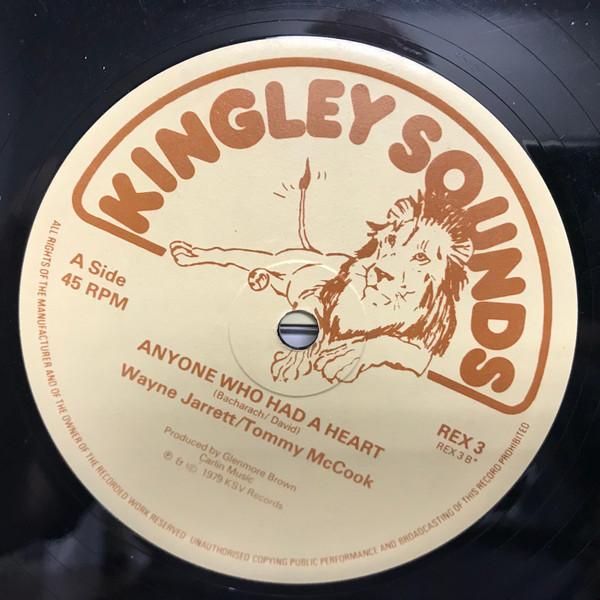 KINGLEY SOUNDS
A Side
45 RPM
ANYONE WHO HAD A HEART
(Bacharach/David)
Wayne Jarrett/Tommy McCook
REX 3
REX 3 B*
Produced by Glenmore Brown
Carlin Music
℗ & © 1979 KSV Records
ALL RIGHTS OF THE MANUFACTURER AND OF THE OWNER OF THE RECORDED WORK RESERVED UNAUTHORISED COPYING PUBLIC PERFORMANCE AND BROADCASTING OF THIS RECORD PROHIBITED